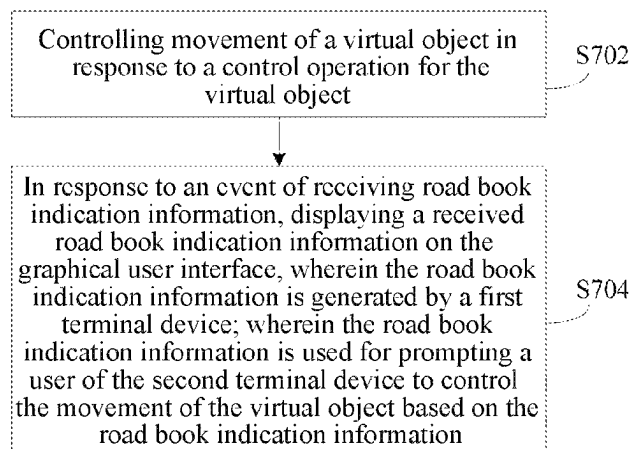 Controlling movement of a virtual object in
response to a control operation for the
virtual object
S702
In response to an event of receiving road book
indication information, displaying a received
road book indication information on the
graphical user interface, wherein the road book
indication information is generated by a first
terminal device; wherein the road book
indication information is used for prompting a
user of the second terminal device to control
the movement of the virtual object based on the
road book indication information
S704